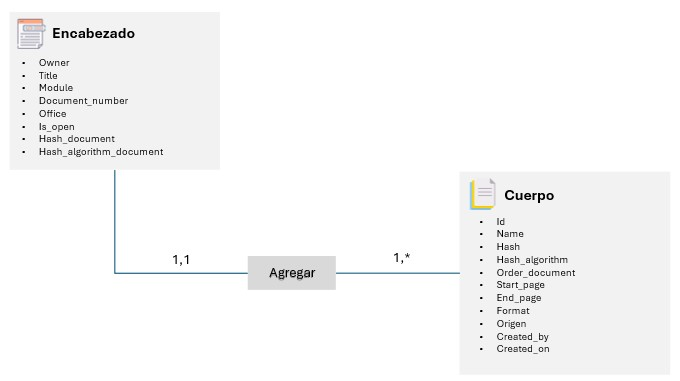 Encabezado
• Owner
• Title
• Module
• Document_number
• Office
• Is_open
• Hash_document
• Hash_algorithm_document
Cuerpo
• Id
• Name
• Hash
• Hash_algorithm
• Order_document
• Start_page
• End_page
• Format
• Origen
• Created_by
• Created_on
1,1
Agregar
1,*